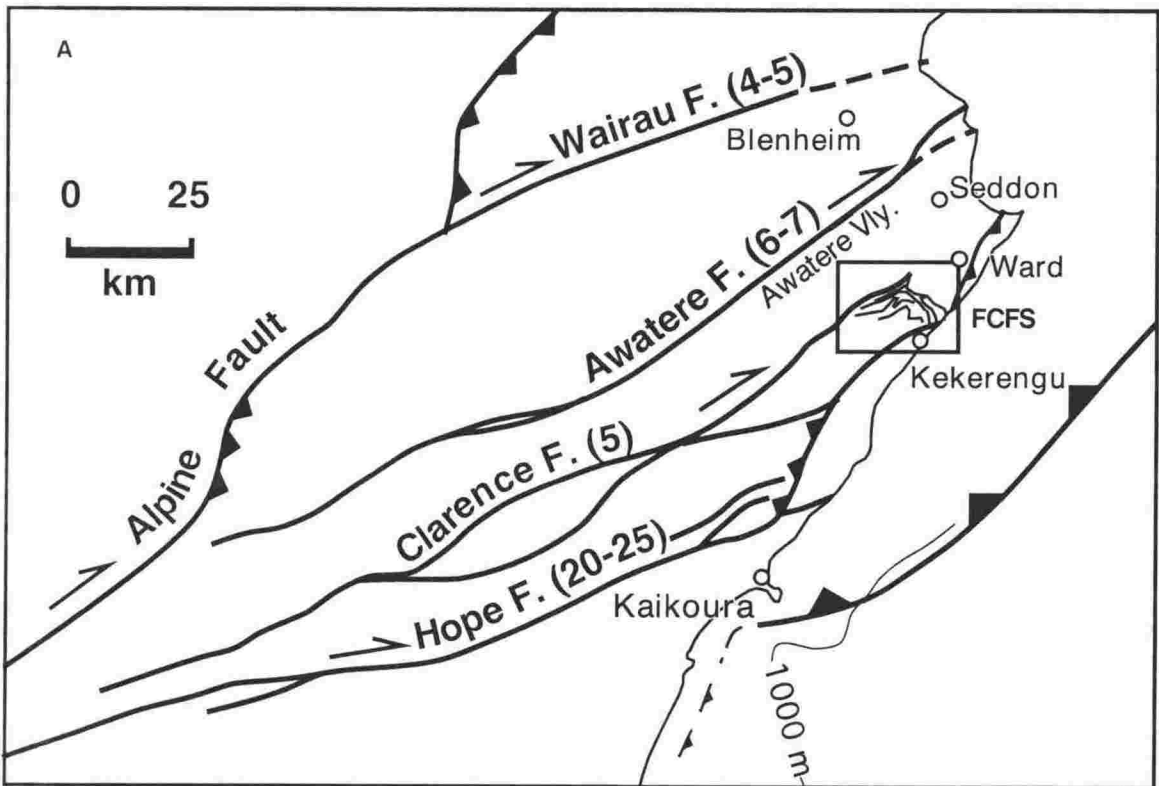 A
Wairau F. (4-5)
Blenheim
0 25
km
Seddon
Awatere F. (6-7)
Awatere Vly.
Ward
FCFS
Alpine Fault
Kekerengu
Clarence F. (5)
Hope F. (20-25)
Kaikoura
1000 m